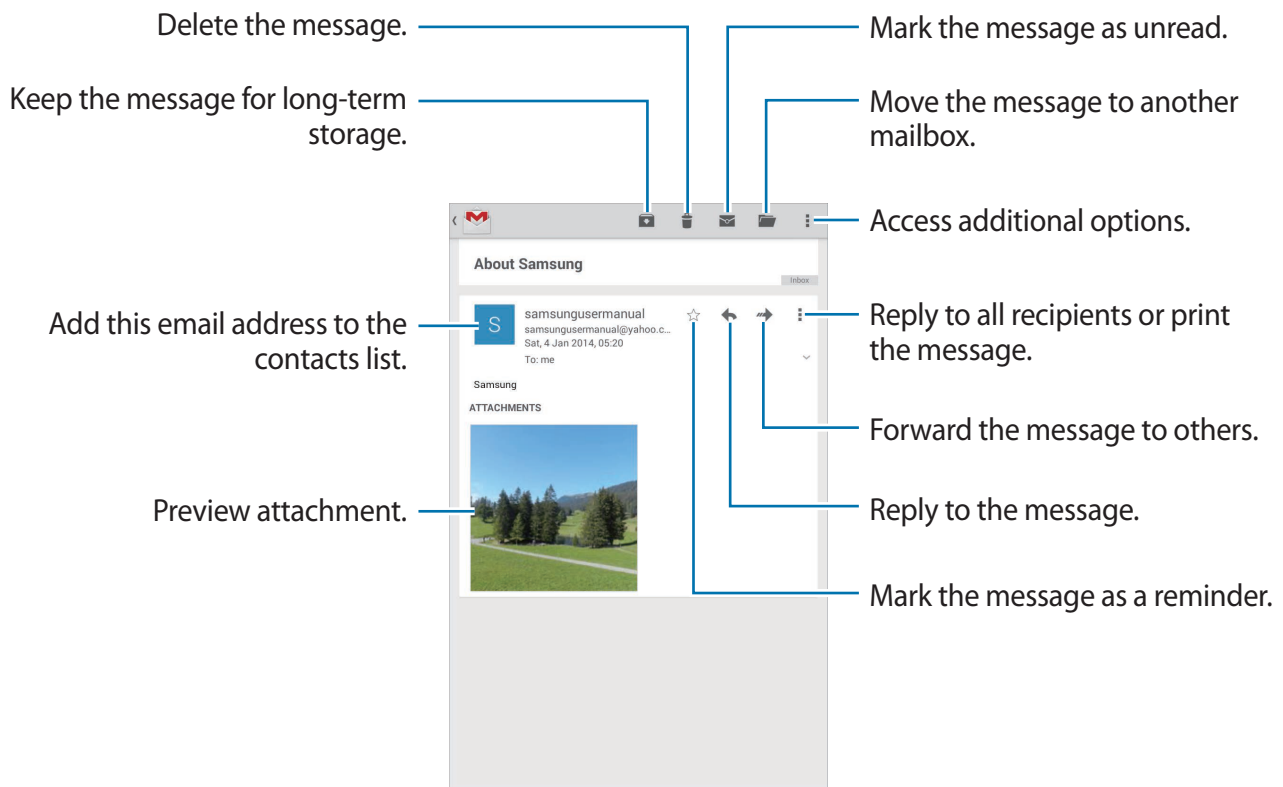 Delete the message.
Keep the message for long-term
storage.
Add this email address to the
contacts list.
Preview attachment.
Mark the message as unread.
Move the message to another
mailbox.
Access additional options.
Reply to all recipients or print
the message.
Forward the message to others.
Reply to the message.
Mark the message as a reminder.
About Samsung
Inbox
S
samsungusermanual
samsungusermanual@yahoo.c...
Sat, 4 Jan 2014, 05:20
To: me
Samsung
ATTACHMENTS